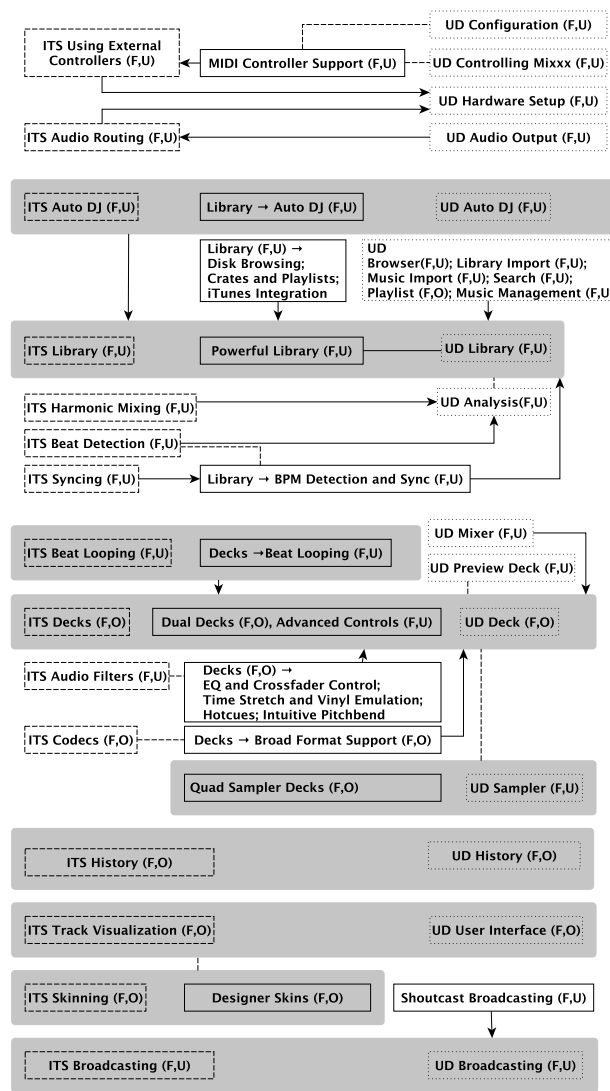 UD Configuration (F,U)
ITS Using External
Controllers (F,U)
MIDI Controller Support (F,U)
UD Controlling Mixxx (F,U)
UD Hardware Setup (F,U)
ITS Audio Routing (F,U)
UD Audio Output (F,U)
ITS Auto DJ (F,U)
Library → Auto DJ (F,U)
UD Auto DJ (F,U)
Library (F,U) →
Disk Browsing;
Crates and Playlists;
iTunes Integration
UD
Browser(F,U); Library Import (F,U);
Music Import (F,U); Search (F,U);
Playlist (F,O); Music Management (F,U
ITS Library (F,U)
Powerful Library (F,U)
UD Library (F,U)
ITS Harmonic Mixing (F,U)
UD Analysis(F,U)
ITS Beat Detection (F,U)
ITS Syncing (F,U)
Library → BPM Detection and Sync (F,U)
UD Mixer (F,U)
ITS Beat Looping (F,U)
Decks →Beat Looping (F,U)
UD Preview Deck (F,U)
ITS Decks (F,O)
Dual Decks (F,O), Advanced Controls (F,U)
UD Deck (F,O)
ITS Audio Filters (F,U)
Decks (F,O) →
EQ and Crossfader Control;
Time Stretch and Vinyl Emulation;
Hotcues; Intuitive Pitchbend
ITS Codecs (F,O)
Decks → Broad Format Support (F,O)
Quad Sampler Decks (F,O)
UD Sampler (F,U)
ITS History (F,O)
UD History (F,O)
ITS Track Visualization (F,O)
UD User Interface (F,O)
ITS Skinning (F,O)
Designer Skins (F,O)
Shoutcast Broadcasting (F,U)
ITS Broadcasting (F,U)
UD Broadcasting (F,U)